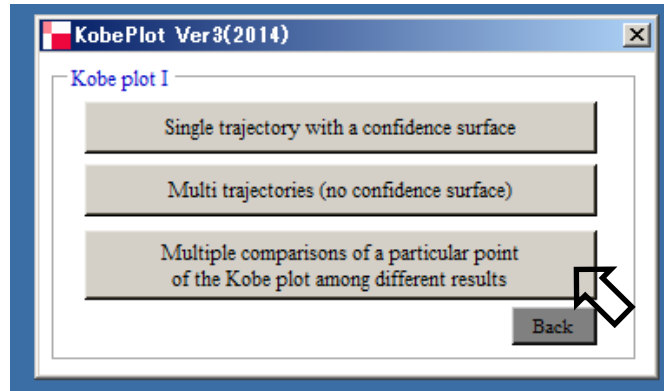 KobePlot Ver3(2014)
Kobe plot I
Single trajectory with a confidence surface
Multi trajectories (no confidence surface)
Multiple comparisons of a particular point
of the Kobe plot among different results
Back